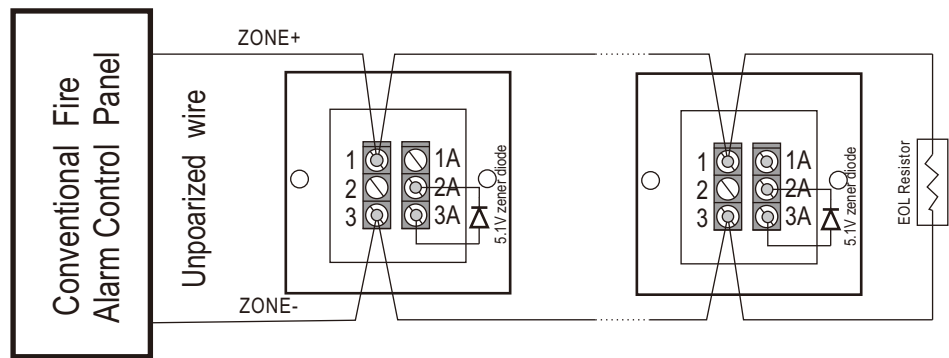 Conventional Fire
Alarm Control Panel
Unpoarized wire
ZONE+
ZONE-
1
2
3
1A
2A
3A
5.1V zener diode
1
2
3
1A
2A
3A
5.1V zener diode
EOL Resistor